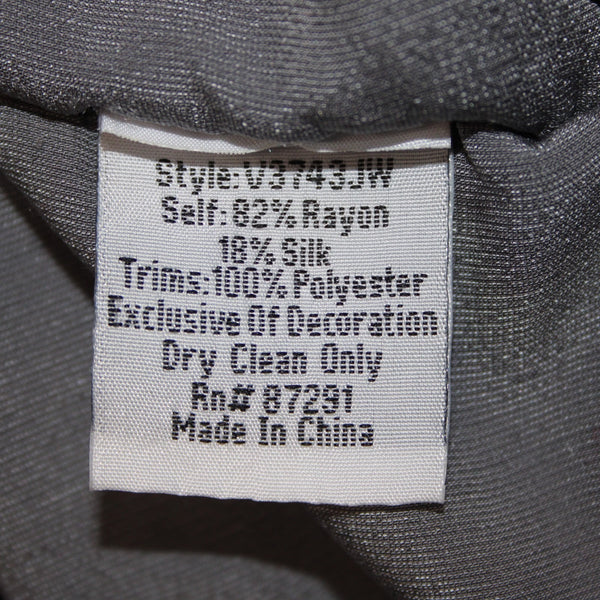 Style:V3743JW
Self:82% Rayon
18% Silk
Trims:100% Polyester
Exclusive Of Decoration
Dry Clean Only
Rn# 87291
Made In China